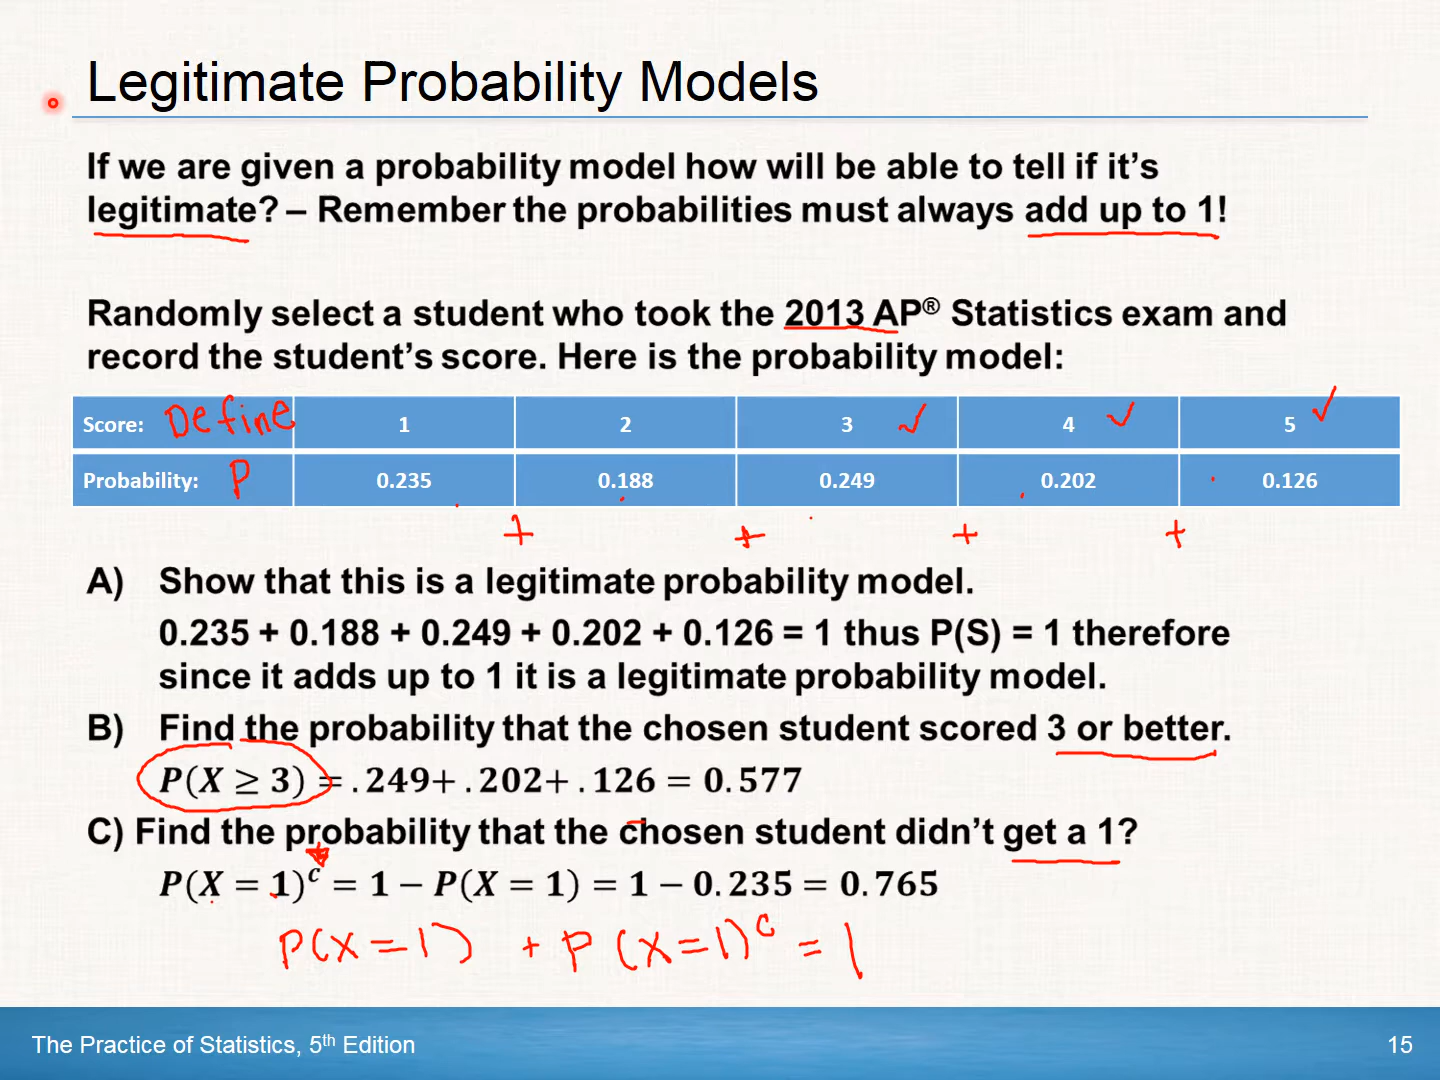 Legitimate Probability Models
If we are given a probability model how will be able to tell if it's
legitimate? – Remember the probabilities must always add up to 1!
Randomly select a student who took the 2013 AP® Statistics exam and
record the student's score. Here is the probability model:
Score: Define 1 2 3 ✓ 4 ✓ 5 ✓
Probability: P 0.235 0.188 0.249 0.202 0.126
+ + + +
A) Show that this is a legitimate probability model.
0.235 + 0.188 + 0.249 + 0.202 + 0.126 = 1 thus P(S) = 1 therefore
since it adds up to 1 it is a legitimate probability model.
B) Find the probability that the chosen student scored 3 or better.
P(X ≥ 3) = .249+ .202+ .126 = 0.577
C) Find the probability that the chosen student didn't get a 1?
P(X = 1)ᶜ = 1 − P(X = 1) = 1 − 0.235 = 0.765
P(X=1) + P(X=1)ᶜ = 1
The Practice of Statistics, 5th Edition 15